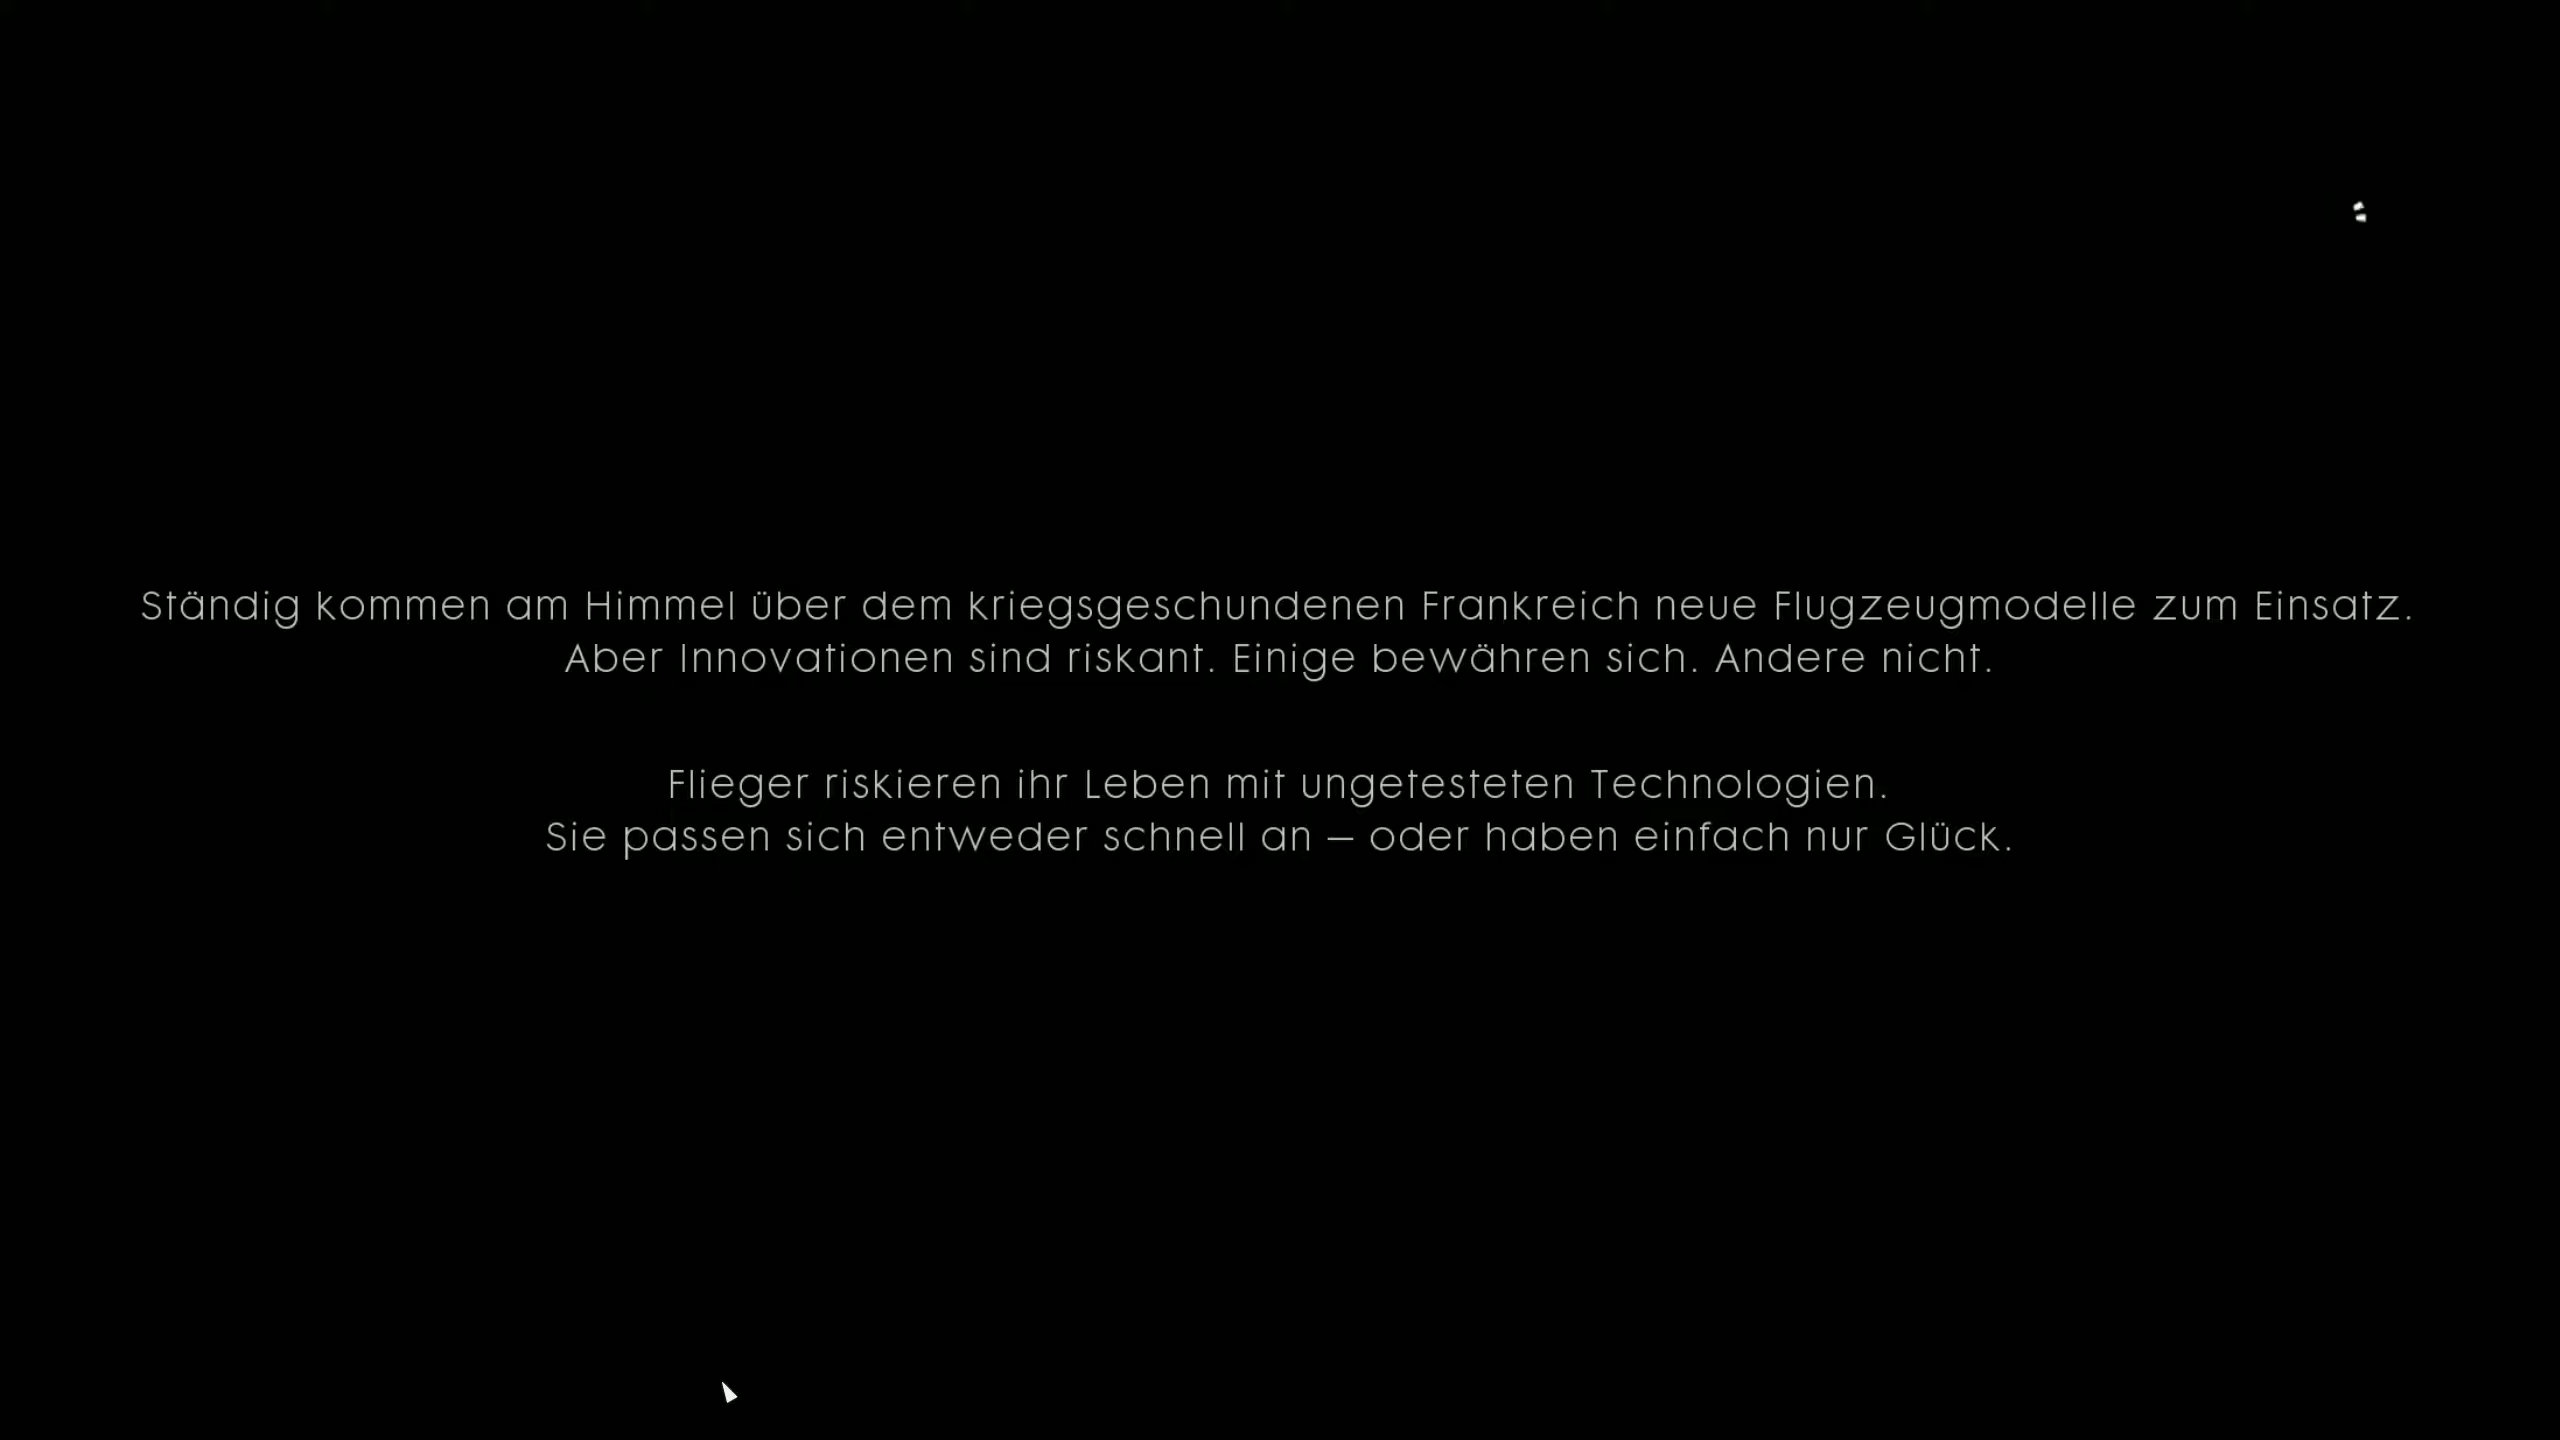 Ständig kommen am Himmel über dem kriegsgeschundenen Frankreich neue Flugzeugmodelle zum Einsatz.
Aber Innovationen sind riskant. Einige bewähren sich. Andere nicht.
Flieger riskieren ihr Leben mit ungetesteten Technologien.
Sie passen sich entweder schnell an – oder haben einfach nur Glück.